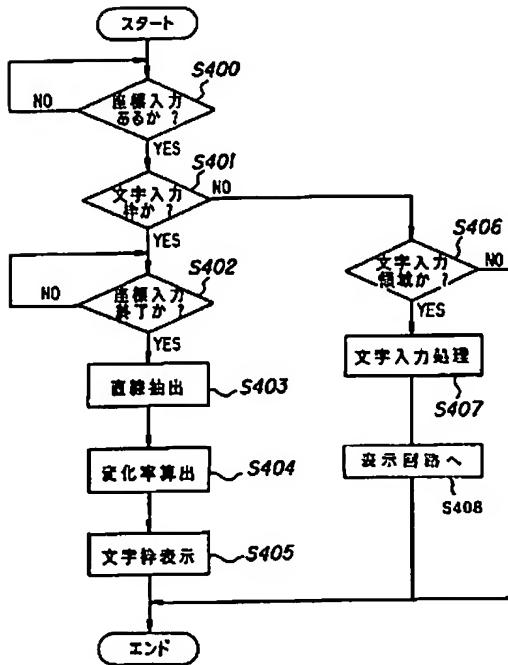 スタート
S400
座標入力
あるか?
NO
YES
S401
文字入力
枠か?
NO
YES
S402
座標入力
終了か?
NO
YES
S406
文字入力
領域か?
NO
YES
直線抽出
S403
文字入力処理
S407
変化率算出
S404
表示回路へ
S408
文字枠表示
S405
エンド